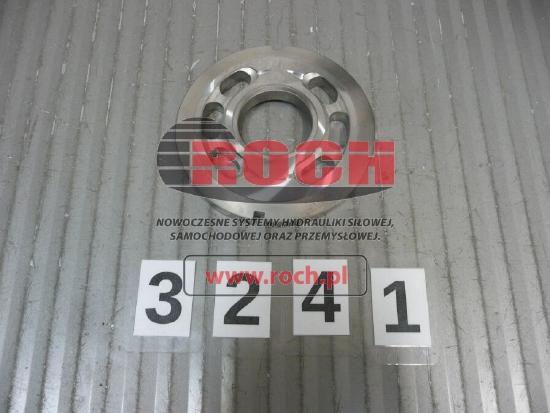 ROCH
NOWOCZESNE SYSTEMY HYDRAULIKI SIŁOWEJ,
SAMOCHODOWEJ ORAZ PRZEMYSŁOWEJ.
www.roch.pl
3 2 4 1